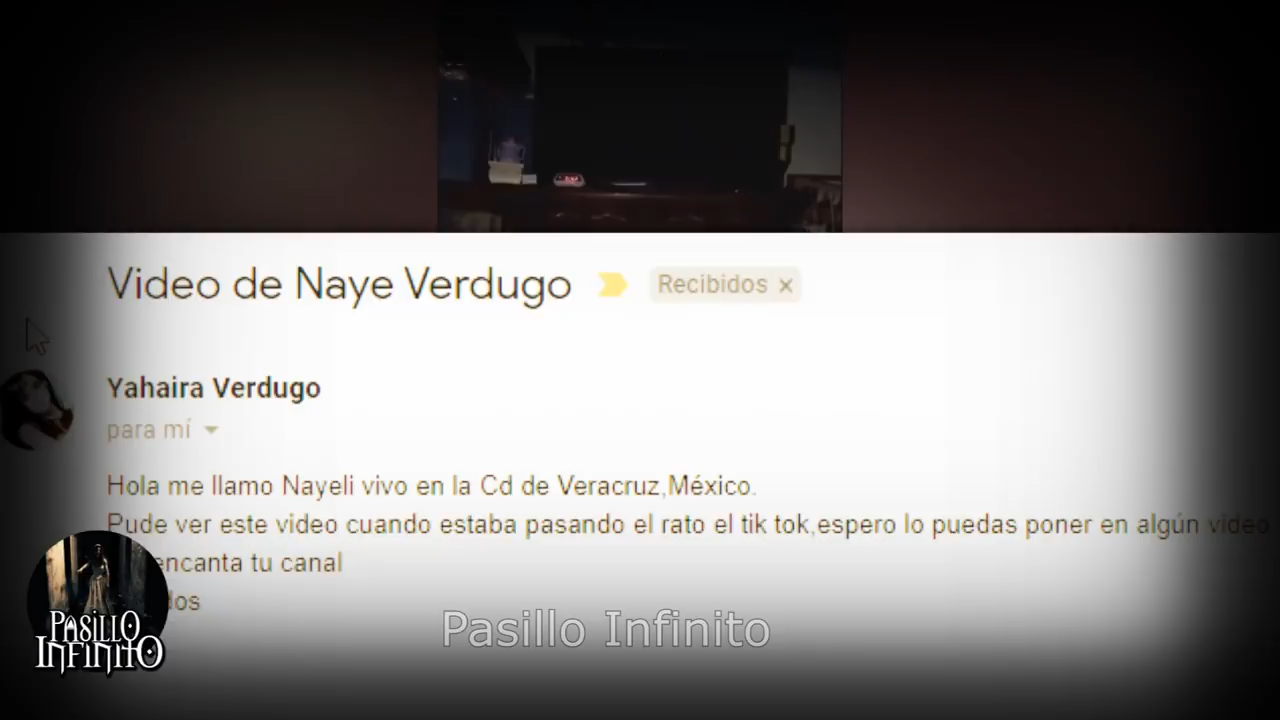 Video de Naye Verdugo
Recibidos ×
Yahaira Verdugo
para mí
Hola me llamo Nayeli vivo en la Cd de Veracruz,México.
Pude ver este video cuando estaba pasando el rato el tik tok,espero lo puedas poner en algún video
encanta tu canal
dos
PASILLO
INFINITO
Pasillo Infinito